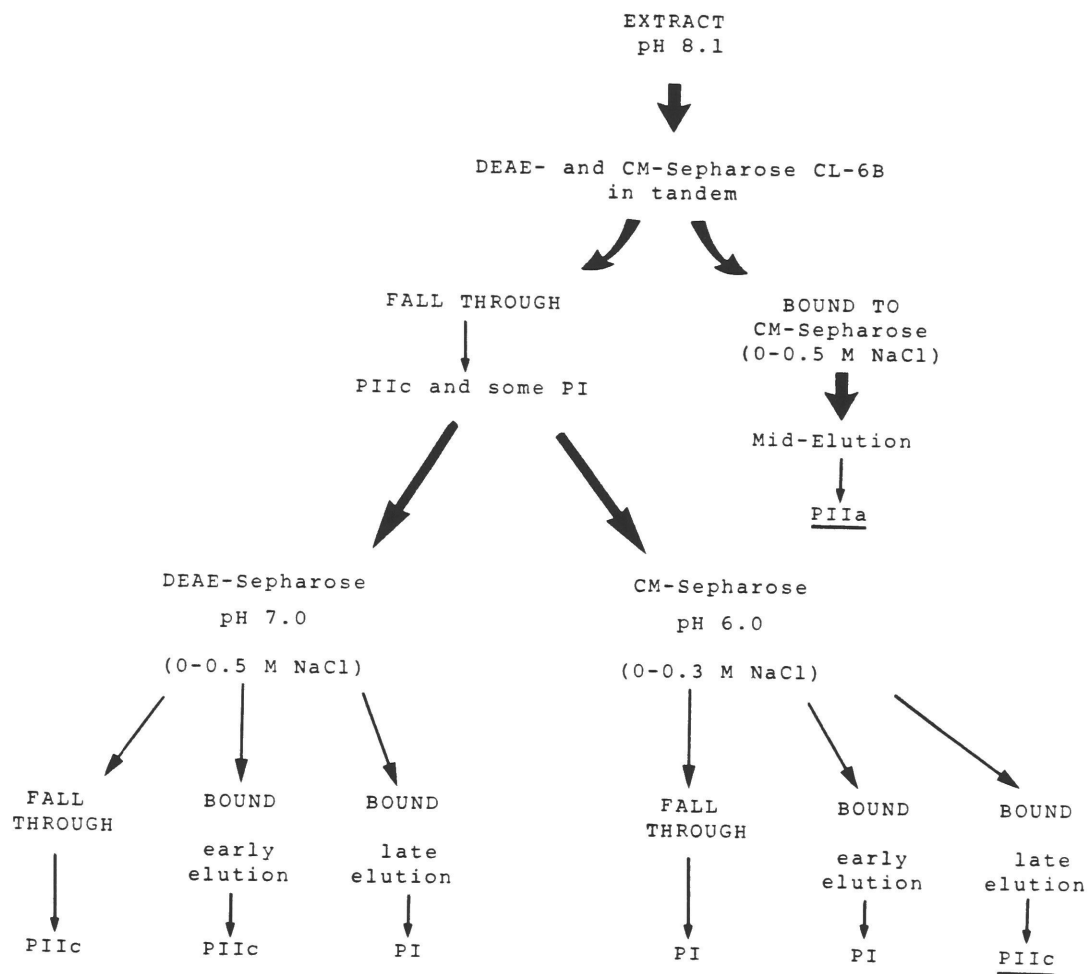 EXTRACT
pH 8.1
DEAE- and CM-Sepharose CL-6B
in tandem
FALL THROUGH
PIIc and some PI
BOUND TO
CM-Sepharose
(0-0.5 M NaCl)
Mid-Elution
PIIa
DEAE-Sepharose
pH 7.0
(0-0.5 M NaCl)
CM-Sepharose
pH 6.0
(0-0.3 M NaCl)
FALL
THROUGH
PIIc
BOUND
early
elution
PIIc
BOUND
late
elution
PI
FALL
THROUGH
PI
BOUND
early
elution
PI
BOUND
late
elution
PIIc